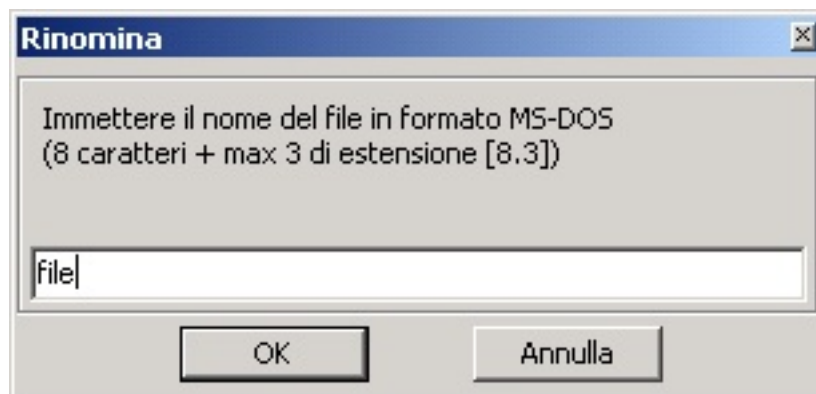 Rinomina
Immettere il nome del file in formato MS-DOS
(8 caratteri + max 3 di estensione [8.3])
file
OK
Annulla